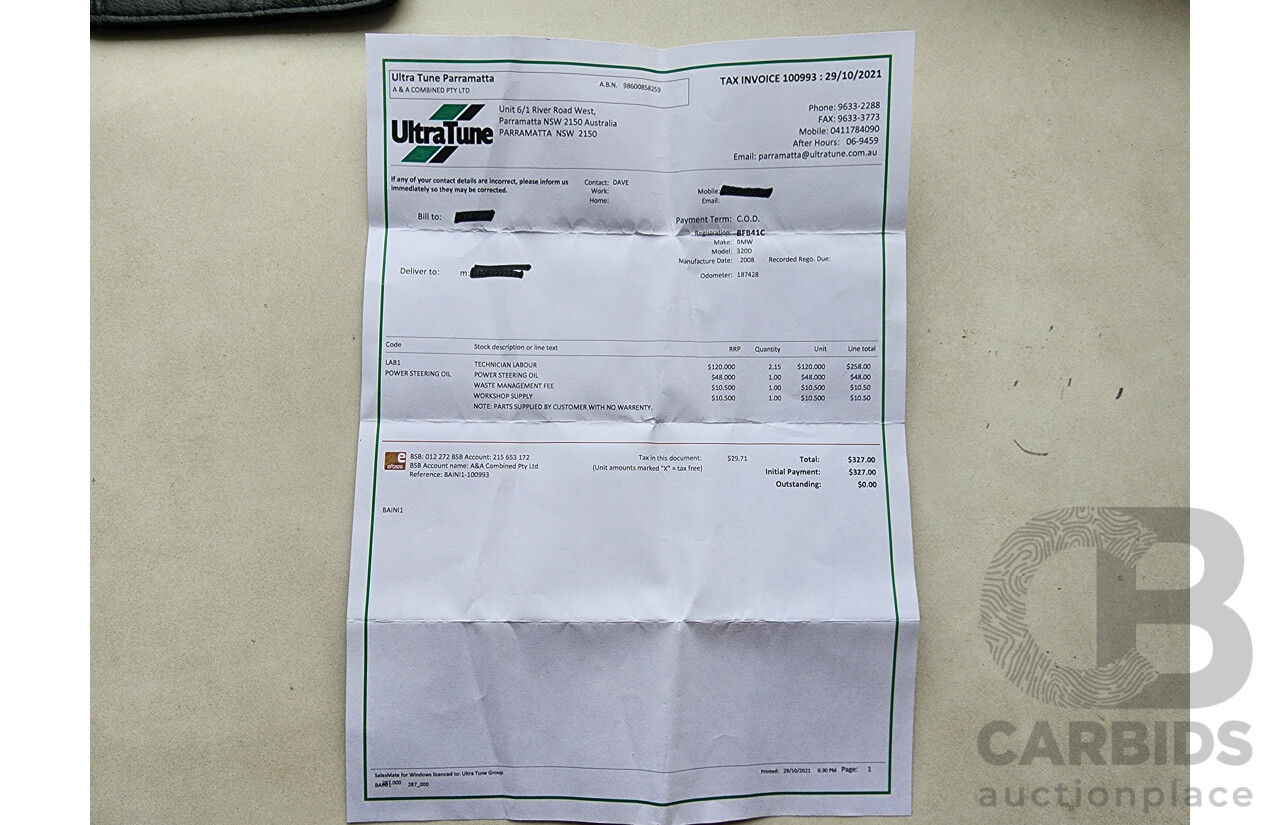 Ultra Tune Parramatta
A & A COMBINED PTY LTD
A.B.N. 98600858259
TAX INVOICE 100993 : 29/10/2021
UltraTune
Unit 6/1 River Road West,
Parramatta NSW 2150 Australia
PARRAMATTA NSW 2150
Phone: 9633-2288
FAX: 9633-3773
Mobile: 0411784090
After Hours: 06-9459
Email: parramatta@ultratune.com.au
If any of your contact details are incorrect, please inform us
immediately so they may be corrected.
Contact: DAVE
Work:
Home:
Mobile:
Email:
Bill to:
Payment Term: C.O.D.
Registration: BFB41C
Make: BMW
Model: 320D
Manufacture Date: 2008 Recorded Rego. Due:
Odometer: 187428
Deliver to: m:
Code Stock description or line text RRP Quantity Unit Line total
LAB1 TECHNICIAN LABOUR $120.000 2.15 $120.000 $258.00
POWER STEERING OIL POWER STEERING OIL $48.000 1.00 $48.000 $48.00
WASTE MANAGEMENT FEE $10.500 1.00 $10.500 $10.50
WORKSHOP SUPPLY $10.500 1.00 $10.500 $10.50
NOTE: PARTS SUPPLIED BY CUSTOMER WITH NO WARRENTY.
e
eftpos
BSB: 012 272 BSB Account: 215 653 172
BSB Account name: A&A Combined Pty Ltd
Reference: BAINI1-100993
Tax in this document: $29.71
(Unit amounts marked "X" = tax free)
Total: $327.00
Initial Payment: $327.00
Outstanding: $0.00
BAINI1
SalesMate for Windows licenced to: Ultra Tune Group
287_000
Printed: 29/10/2021 6:30 PM Page: 1
CB
CARBIDS
auctionplace